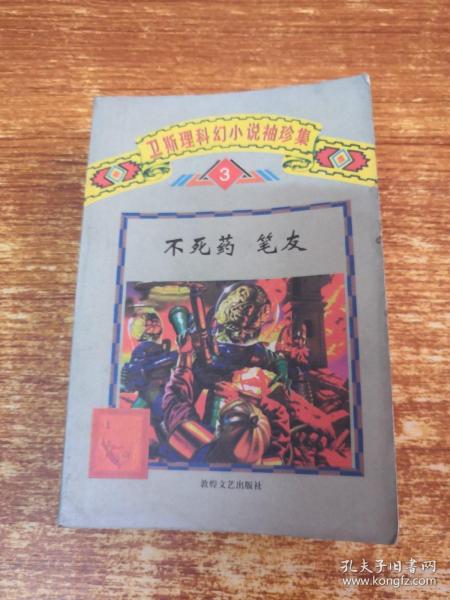 卫斯理科幻小说袖珍集
3
不死药 笔友
敦煌文艺出版社
孔夫子旧书网
www.kongfz.com